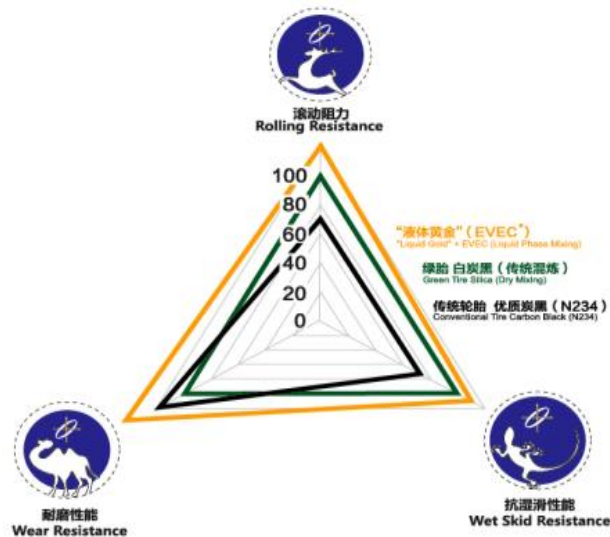 滚动阻力
Rolling Resistance
100
80
60
40
20
0
“液体黄金”（EVEC*）
"Liquid Gold" + EVEC (Liquid Phase Mixing)
绿胎 白炭黑（传统混炼）
Green Tire Silica (Dry Mixing)
传统轮胎 优质炭黑（N234）
Conventional Tire Carbon Black (N234)
耐磨性能
Wear Resistance
抗湿滑性能
Wet Skid Resistance